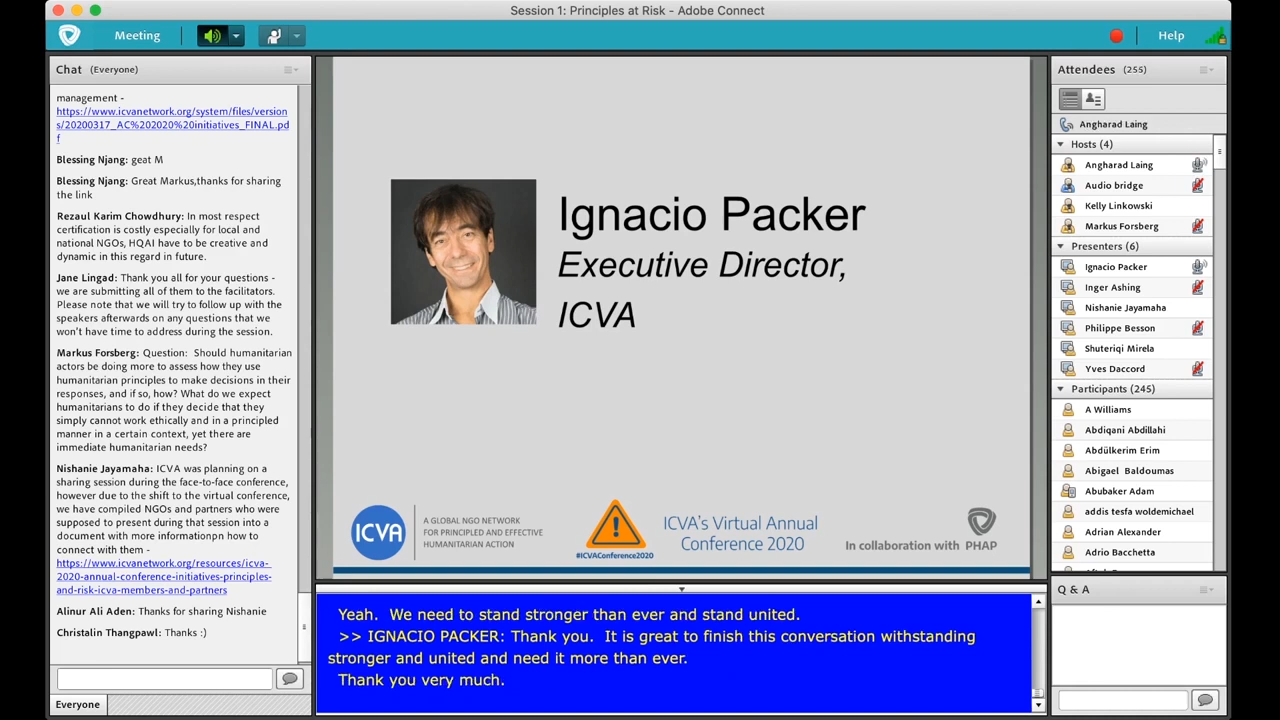 Session 1: Principles at Risk - Adobe Connect
Meeting
Help
Chat (Everyone)
management -
https://www.icvanetwork.org/system/files/version
s/20200317_AC%202020%20initiatives_FINAL.pd
f
Blessing Njang: geat M
Blessing Njang: Great Markus,thanks for sharing
the link
Rezaul Karim Chowdhury: In most respect
certification is costly especially for local and
national NGOs, HQAI have to be creative and
dynamic in this regard in future.
Jane Lingad: Thank you all for your questions -
we are submitting all of them to the facilitators.
Please note that we will try to follow up with the
speakers afterwards on any questions that we
won't have time to address during the session.
Markus Forsberg: Question: Should humanitarian
actors be doing more to assess how they use
humanitarian principles to make decisions in their
responses, and if so, how? What do we expect
humanitarians to do if they decide that they
simply cannot work ethically and in a principled
manner in a certain context, yet there are
immediate humanitarian needs?
Nishanie Jayamaha: ICVA was planning on a
sharing session during the face-to-face conference,
however due to the shift to the virtual conference,
we have compiled NGOs and partners who were
supposed to present during that session into a
document with more informationpn how to
connect with them -
https://www.icvanetwork.org/resources/icva-
2020-annual-conference-initiatives-principles-
and-risk-icva-members-and-partners
Alinur Ali Aden: Thanks for sharing Nishanie
Christalin Thangpawl: Thanks :)
Everyone
Ignacio Packer
Executive Director,
ICVA
ICVA
A GLOBAL NGO NETWORK
FOR PRINCIPLED AND EFFECTIVE
HUMANITARIAN ACTION
#ICVAConference2020
ICVA's Virtual Annual
Conference 2020
In collaboration with PHAP
Yeah. We need to stand stronger than ever and stand united.
>> IGNACIO PACKER: Thank you. It is great to finish this conversation withstanding
stronger and united and need it more than ever.
Thank you very much.
Attendees (255)
Angharad Laing
Hosts (4)
Angharad Laing
Audio bridge
Kelly Linkowski
Markus Forsberg
Presenters (6)
Ignacio Packer
Inger Ashing
Nishanie Jayamaha
Philippe Besson
Shuteriqi Mirela
Yves Daccord
Participants (245)
A Williams
Abdiqani Abdillahi
Abdülkerim Erim
Abigael Baldoumas
Abubaker Adam
addis tesfa woldemichael
Adrian Alexander
Adrio Bacchetta
Q & A